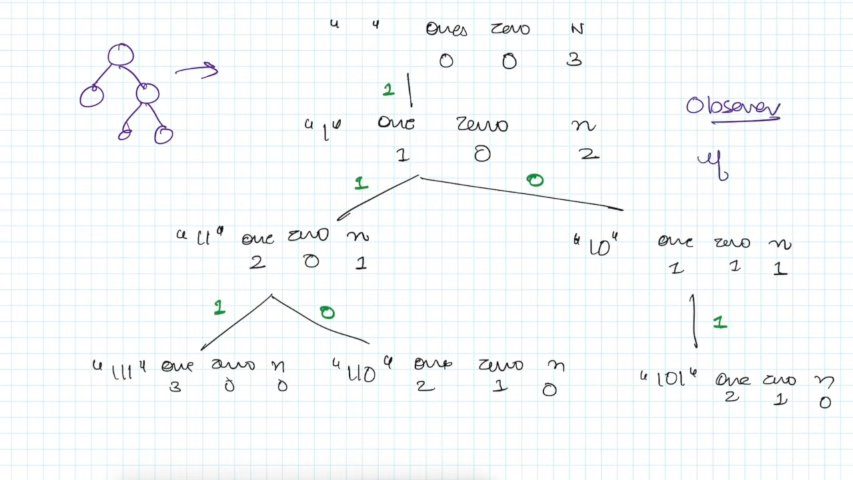 " " Ones zero N
0 0 3
1
Observer
"1" one zero n
1 0 2
if
1 0
"11" one zero n
2 0 1
"10" one zero n
1 1 1
1 0
1
"111" one zero n
3 0 0
"110" one zero n
2 1 0
"101" one zero n
2 1 0